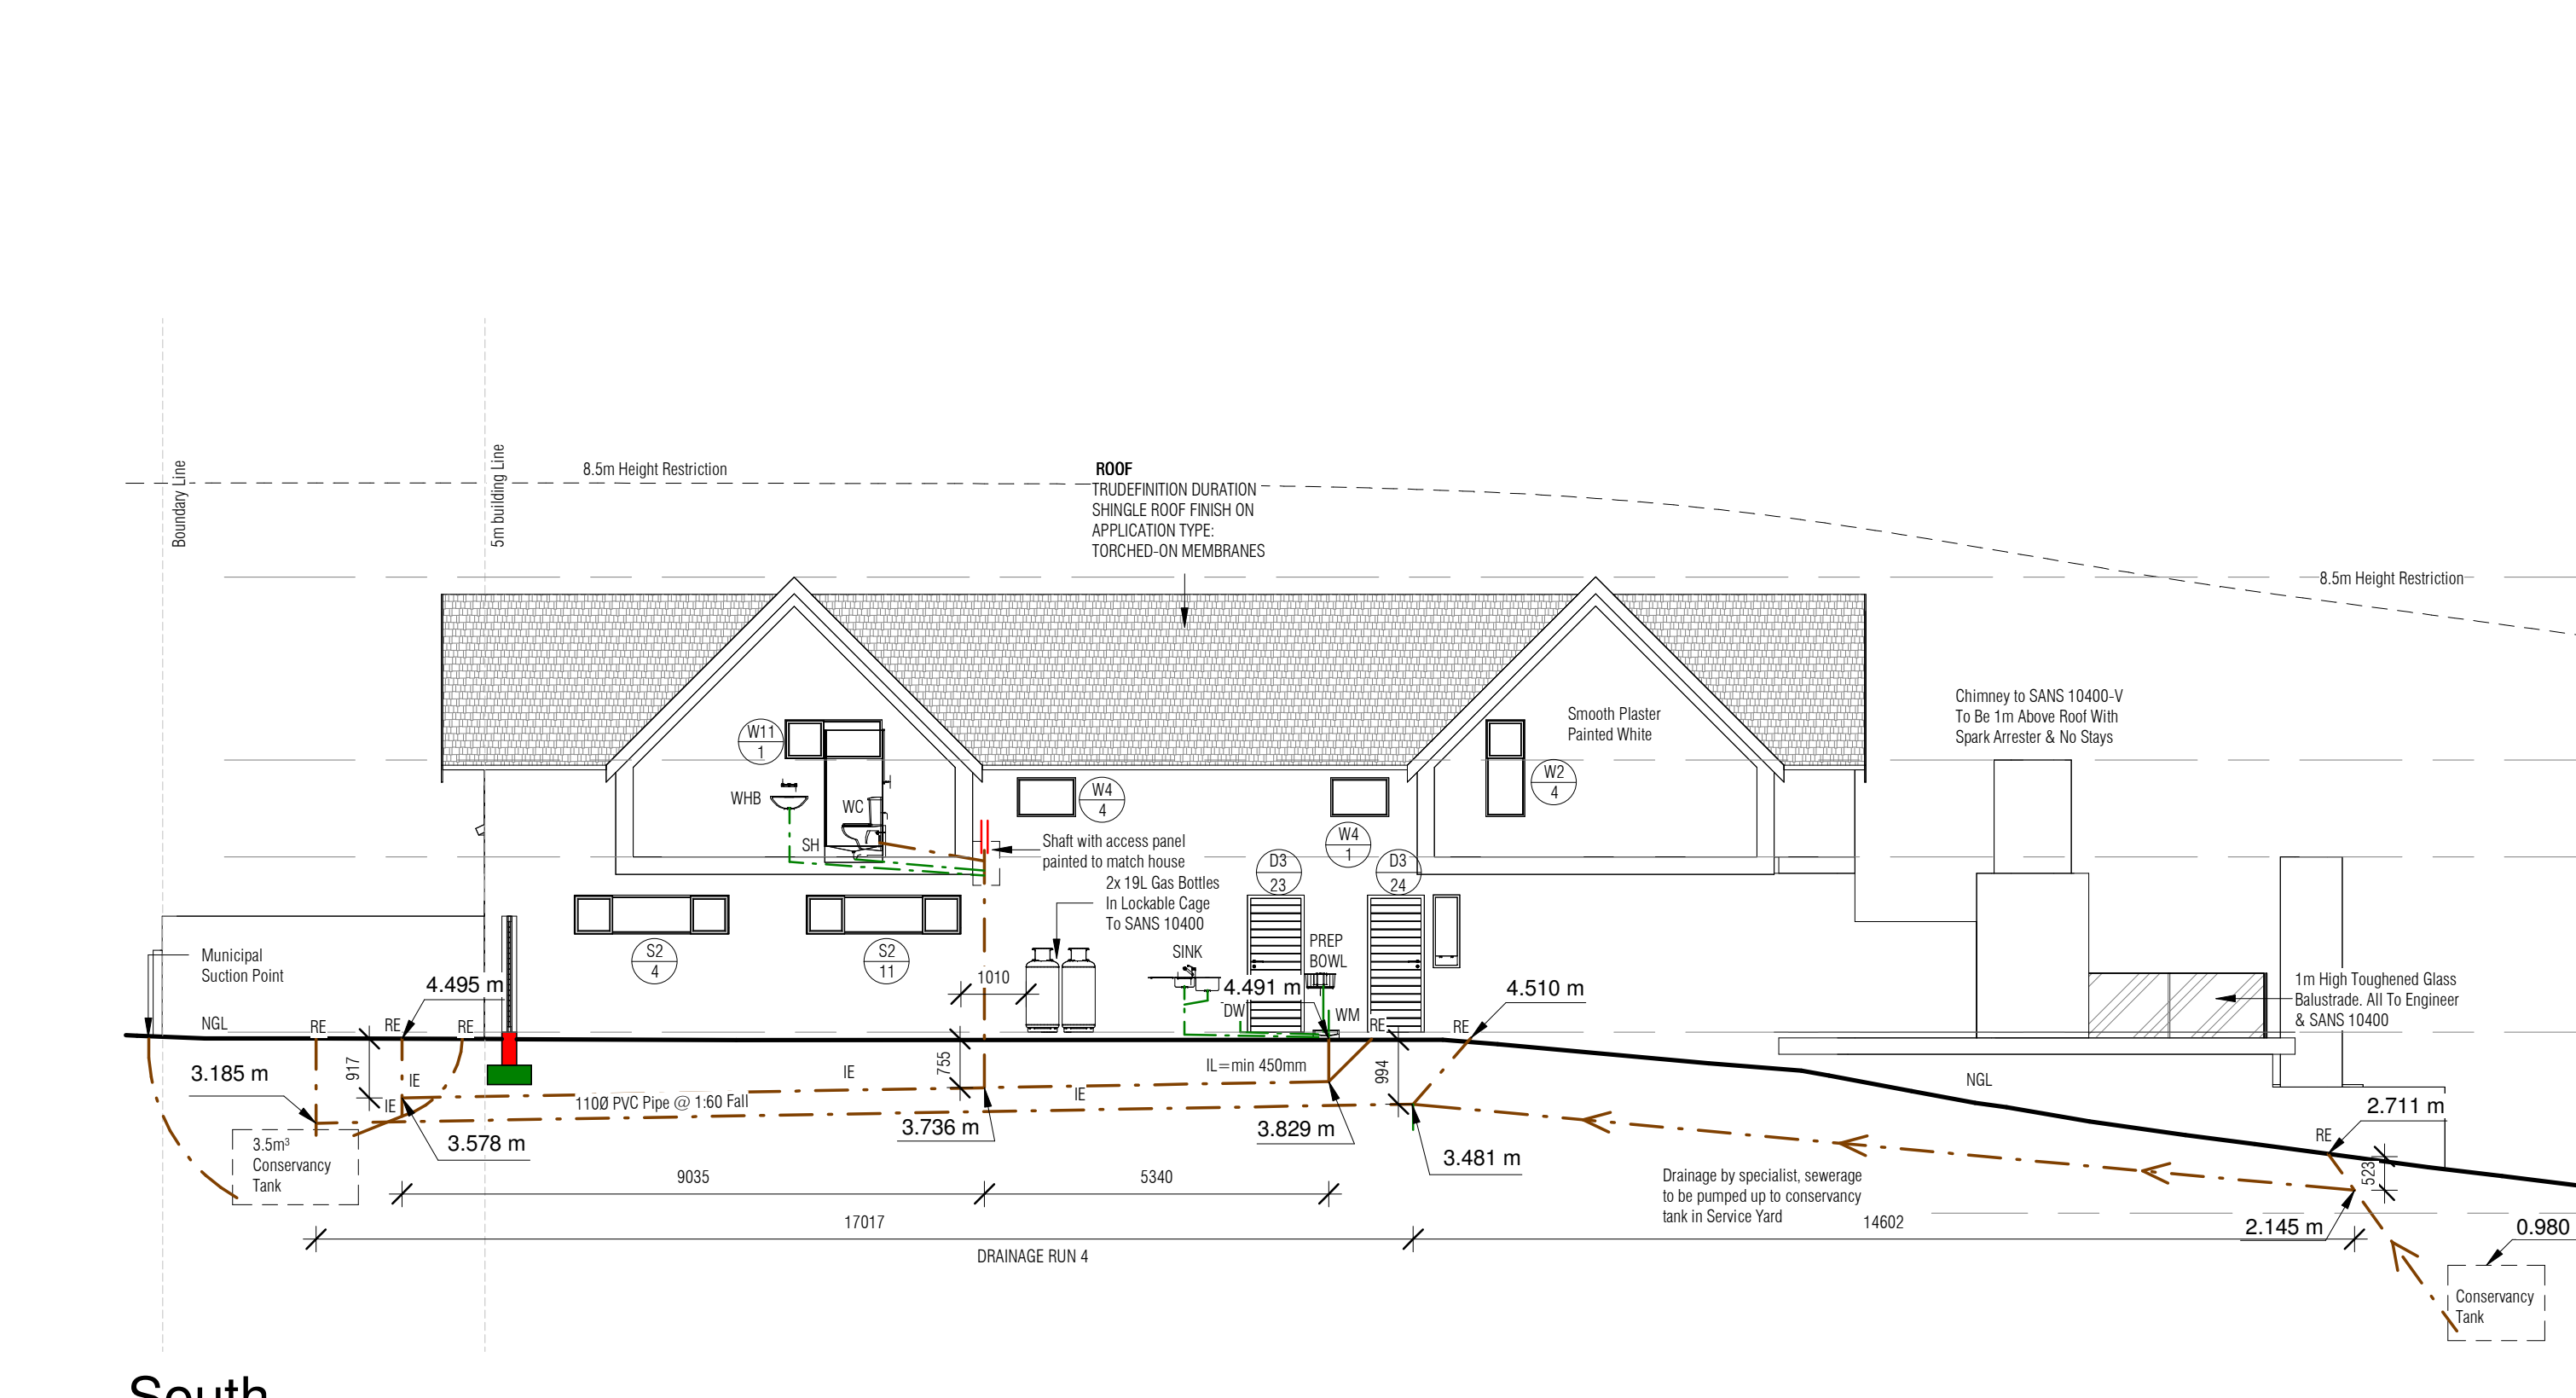 Boundary Line
5m building Line
8.5m Height Restriction
ROOF
TRUDEFINITION DURATION
SHINGLE ROOF FINISH ON
APPLICATION TYPE:
TORCHED-ON MEMBRANES
8.5m Height Restriction
Chimney to SANS 10400-V
To Be 1m Above Roof With
Spark Arrester & No Stays
Smooth Plaster
Painted White
W11
1
WHB
WC
SH
W4
4
W4
1
W2
4
Shaft with access panel
painted to match house
2x 19L Gas Bottles
In Lockable Cage
To SANS 10400
D3
23
D3
24
S2
4
S2
11
SINK
PREP
BOWL
Municipal
Suction Point
1m High Toughened Glass
Balustrade. All To Engineer
& SANS 10400
4.495 m
1010
4.491 m
4.510 m
DW
WM
NGL
RE
RE
RE
RE
RE
917
755
994
IL=min 450mm
3.185 m
IE
IE
IE
IE
110Ø PVC Pipe @ 1:60 Fall
NGL
2.711 m
RE
523
3.5m³
Conservancy
Tank
3.578 m
3.736 m
3.829 m
3.481 m
9035
5340
Drainage by specialist, sewerage
to be pumped up to conservancy
tank in Service Yard
17017
14602
2.145 m
0.980
DRAINAGE RUN 4
Conservancy
Tank
South